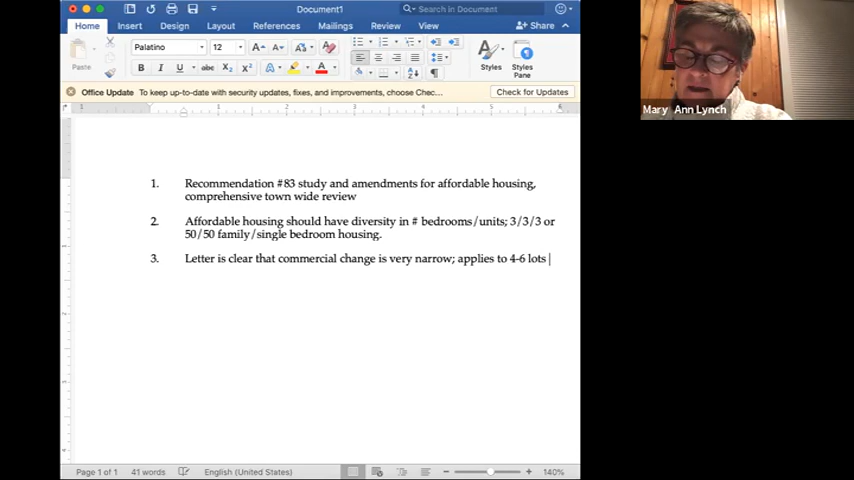 Document1
Search in Document
Home Insert Design Layout References Mailings Review View Share
Paste
Palatino 12
Styles
Styles Pane
Office Update To keep up-to-date with security updates, fixes, and improvements, choose Chec... Check for Updates
1. Recommendation #83 study and amendments for affordable housing,
comprehensive town wide review
2. Affordable housing should have diversity in # bedrooms/units; 3/3/3 or
50/50 family/single bedroom housing.
3. Letter is clear that commercial change is very narrow; applies to 4-6 lots
Page 1 of 1 41 words English (United States) 140%
Mary Ann Lynch